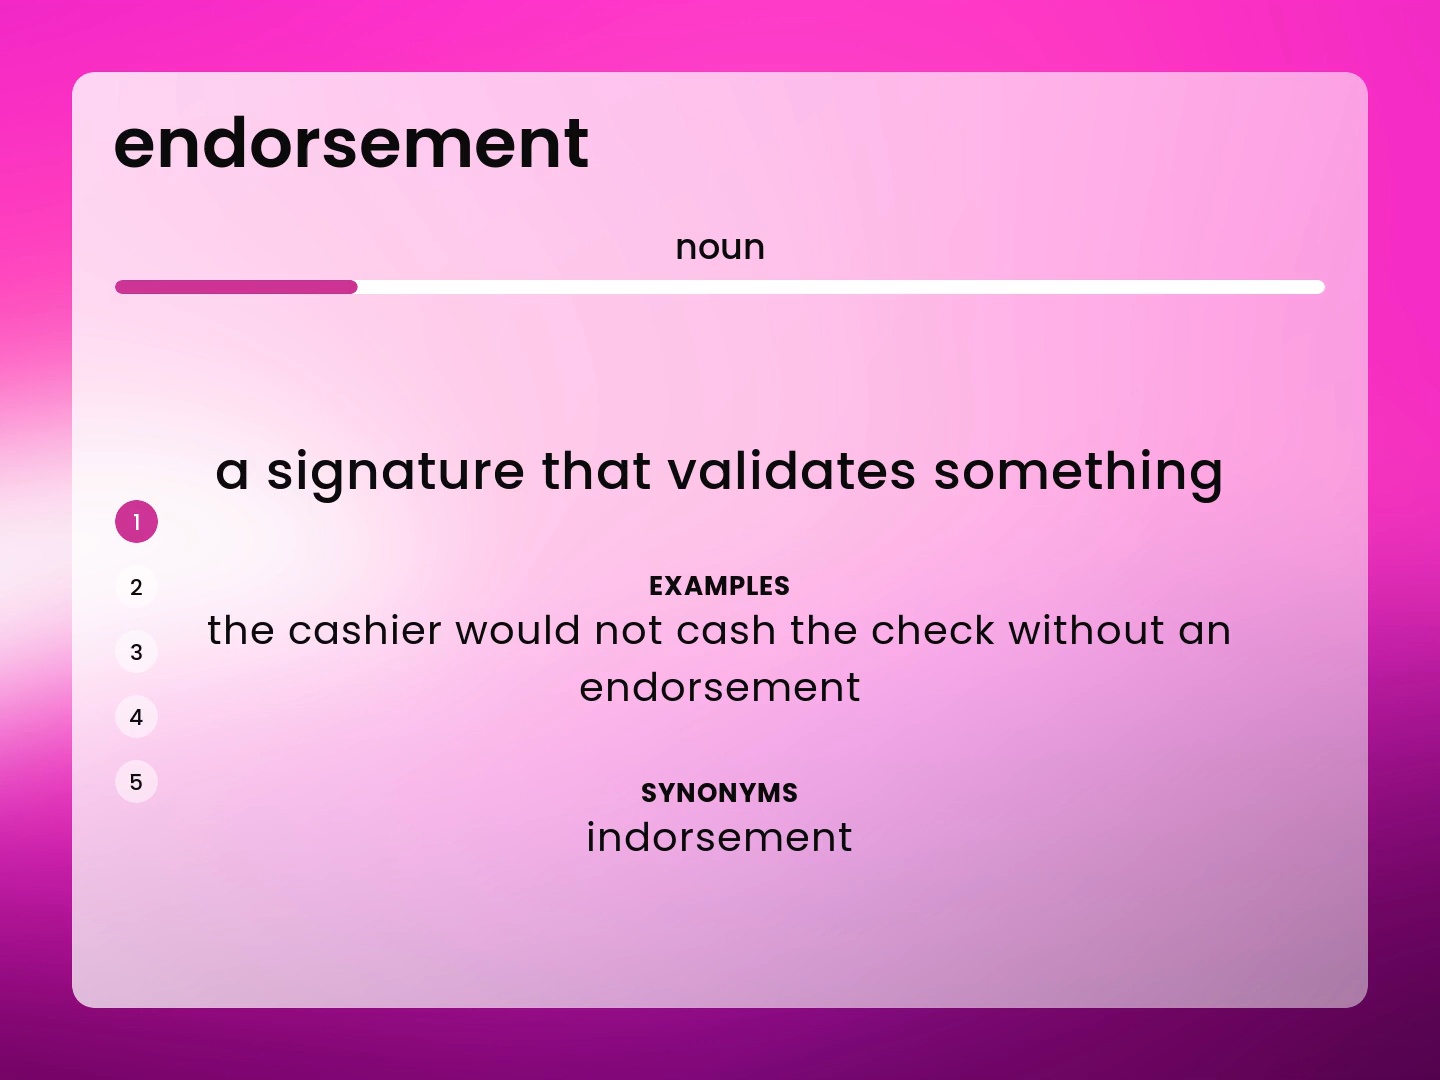 endorsement
noun
a signature that validates something
1
2
3
4
5
EXAMPLES
the cashier would not cash the check without an
endorsement
SYNONYMS
indorsement